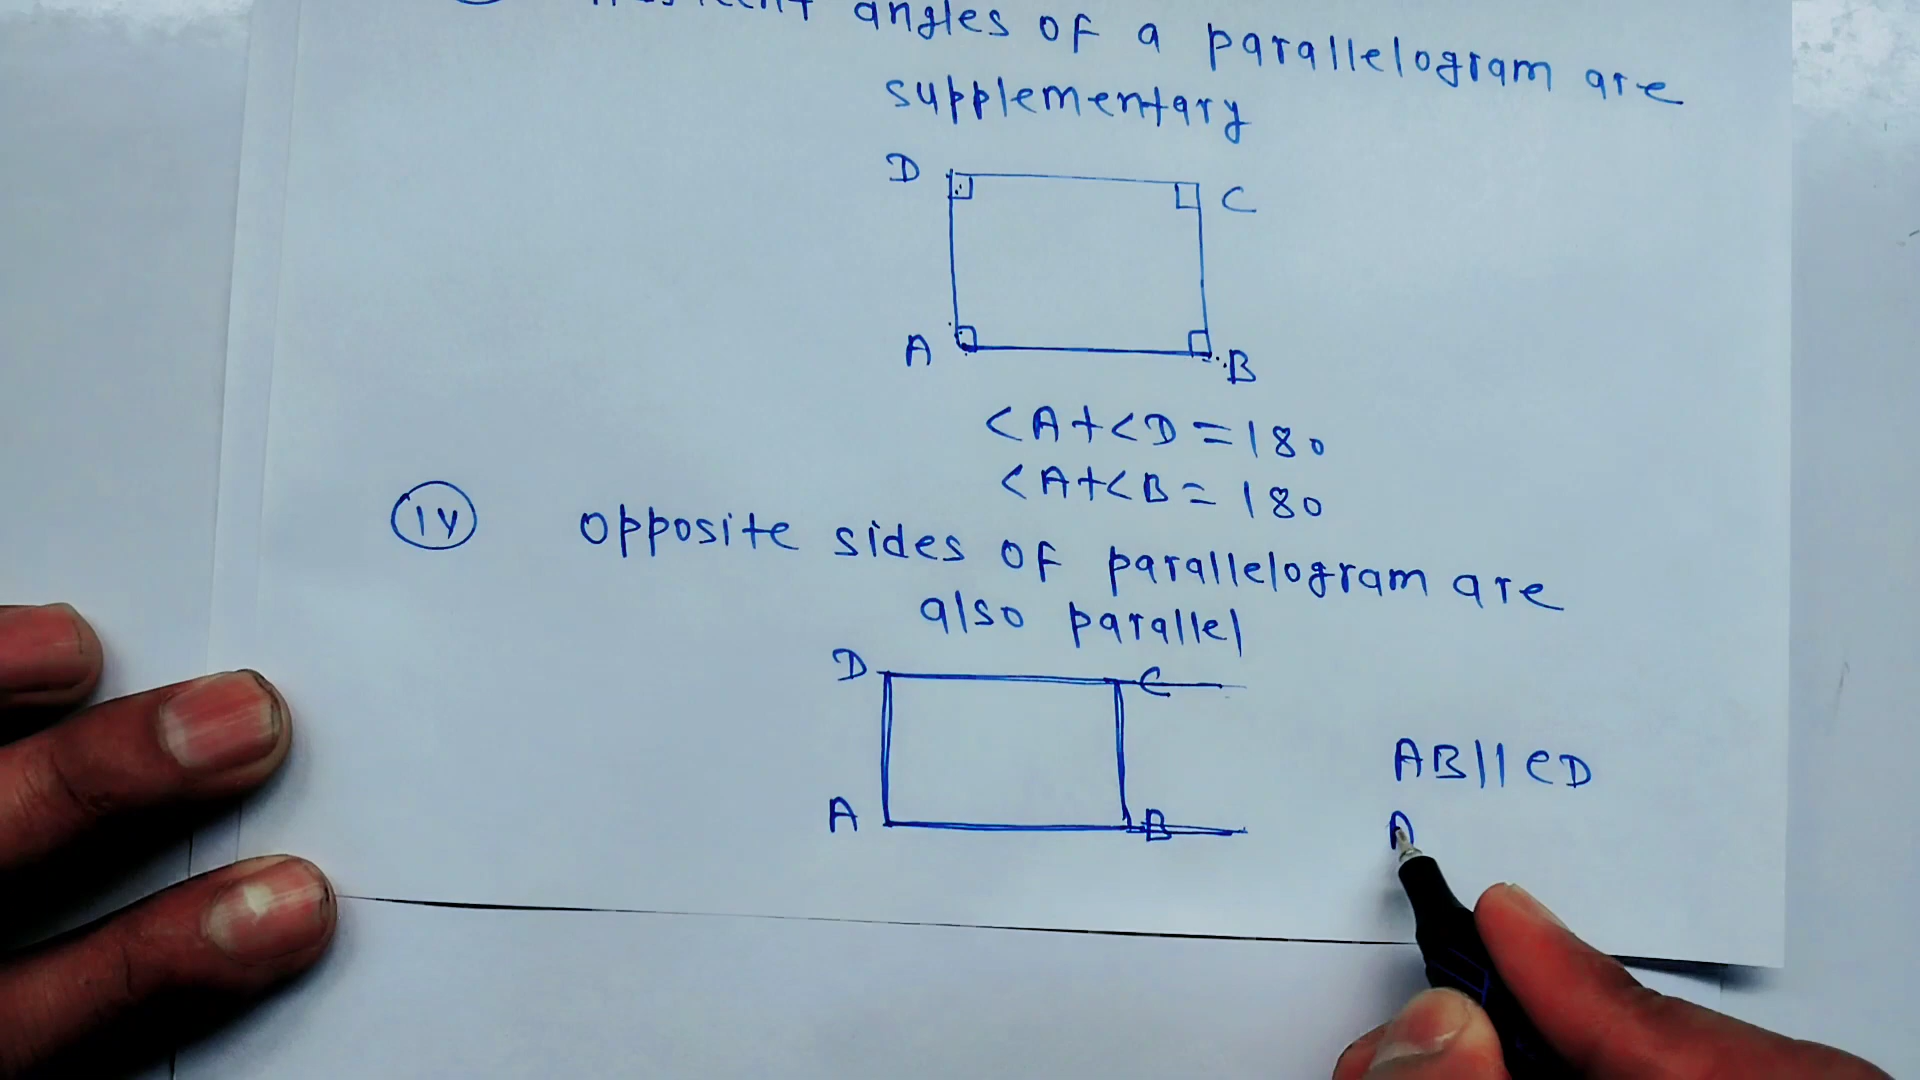 angles of a parallelogram are
supplementary
D
C
A
B
<A+<D=180
<A+<B=180
iv opposite sides of parallelogram are
also parallel
D
C
AB||CD
A
B
A